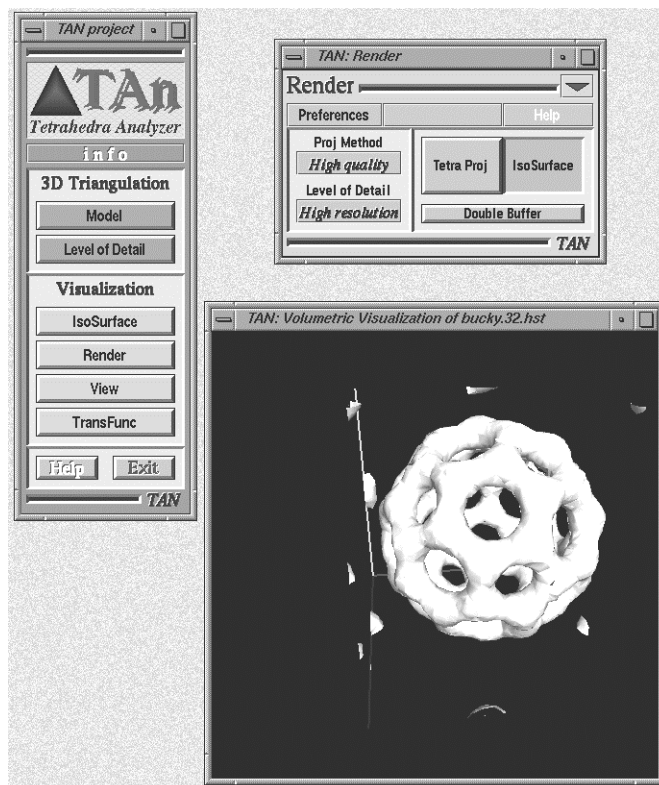 TAN project
TAn
Tetrahedra Analyzer
info
3D Triangulation
Model
Level of Detail
Visualization
IsoSurface
Render
View
TransFunc
Help Exit
TAN
TAN: Render
Render
Preferences Help
Proj Method
High quality
Level of Detail
High resolution
Tetra Proj IsoSurface
Double Buffer
TAN
TAN: Volumetric Visualization of bucky.32.hst